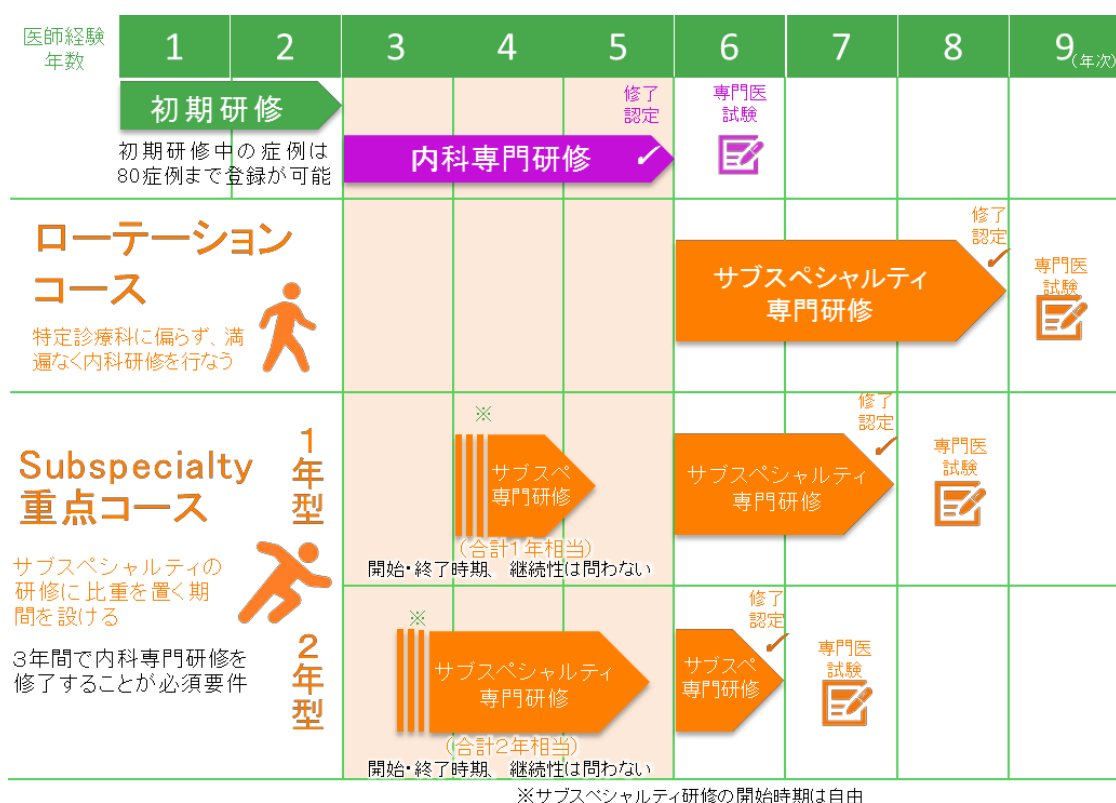 医師経験
年数
1
2
3
4
5
6
7
8
9(年次)
初期研修
初期研修中の症例は
80症例まで登録が可能
修了
認定
内科専門研修
専門医
試験
ローテーション
コース
特定診療科に偏らず、満
遍なく内科研修を行なう
サブスペシャルティ
専門研修
修了
認定
専門医
試験
Subspecialty
重点コース
サブスペシャルティの
研修に比重を置く期
間を設ける
3年間で内科専門研修を
修了することが必須要件
1年型
※
サブスペ
専門研修
(合計1年相当)
開始・終了時期、継続性は問わない
サブスペシャルティ
専門研修
修了
認定
専門医
試験
2年型
※
サブスペシャルティ
専門研修
(合計2年相当)
開始・終了時期、継続性は問わない
サブスペ
専門研修
修了
認定
専門医
試験
※サブスペシャルティ研修の開始時期は自由